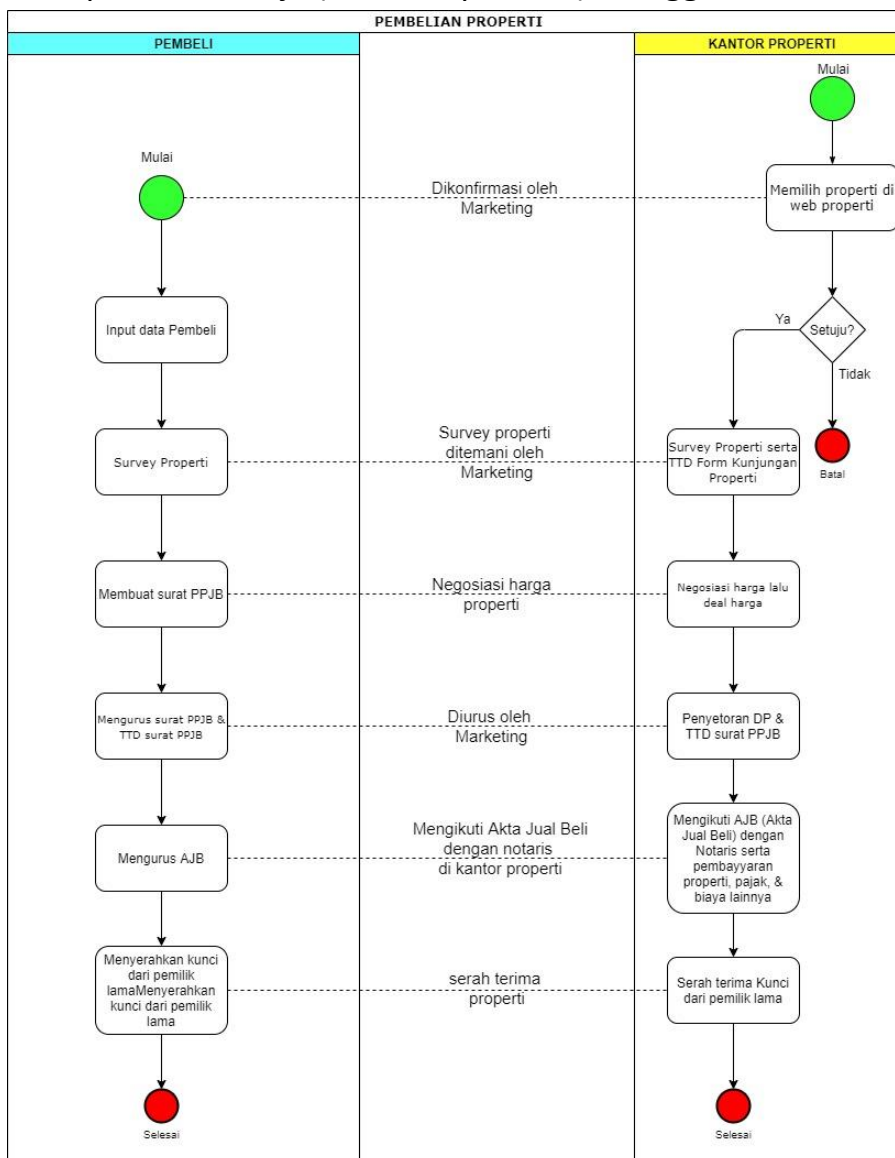 PEMBELIAN PROPERTI
PEMBELI
KANTOR PROPERTI
Mulai
Mulai
Dikonfirmasi oleh
Marketing
Memilih properti di
web properti
Input data Pembeli
Ya
Setuju?
Tidak
Survey Properti
Survey properti
ditemani oleh
Marketing
Survey Properti serta
TTD Form Kunjungan
Properti
Batal
Membuat surat PPJB
Negosiasi harga
properti
Negosiasi harga lalu
deal harga
Mengurus surat PPJB &
TTD surat PPJB
Diurus oleh
Marketing
Penyetoran DP &
TTD surat PPJB
Mengurus AJB
Mengikuti Akta Jual Beli
dengan notaris
di kantor properti
Mengikuti AJB (Akta
Jual Beli) dengan
Notaris serta
pembayyaran
properti, pajak, &
biaya lainnya
Menyerahkan kunci
dari pemilik
lamaMenyerahkan
kunci dari pemilik
lama
serah terima
properti
Serah terima Kunci
dari pemilik lama
Selesai
Selesai